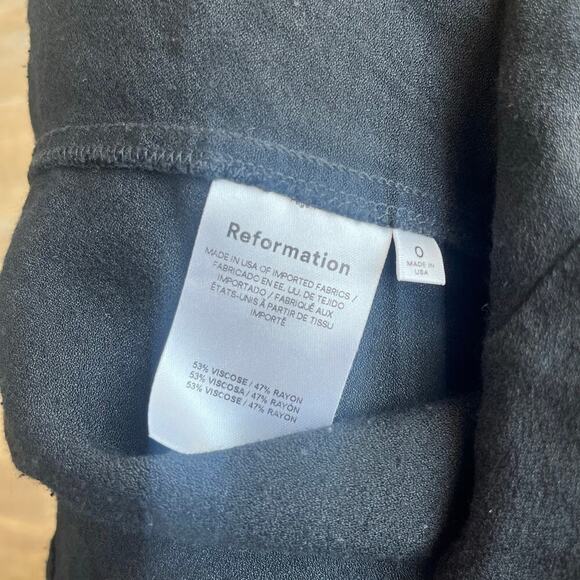 Reformation
MADE IN USA OF IMPORTED FABRICS /
FABRICADO EN EE. UU. DE TEJIDO
IMPORTADO / FABRIQUÉ AUX
ÉTATS-UNIS À PARTIR DE TISSU
IMPORTÉ
53% VISCOSE / 47% RAYON
53% VISCOSA / 47% RAYÓN
53% VISCOSE / 47% RAYON
0
MADE IN
USA